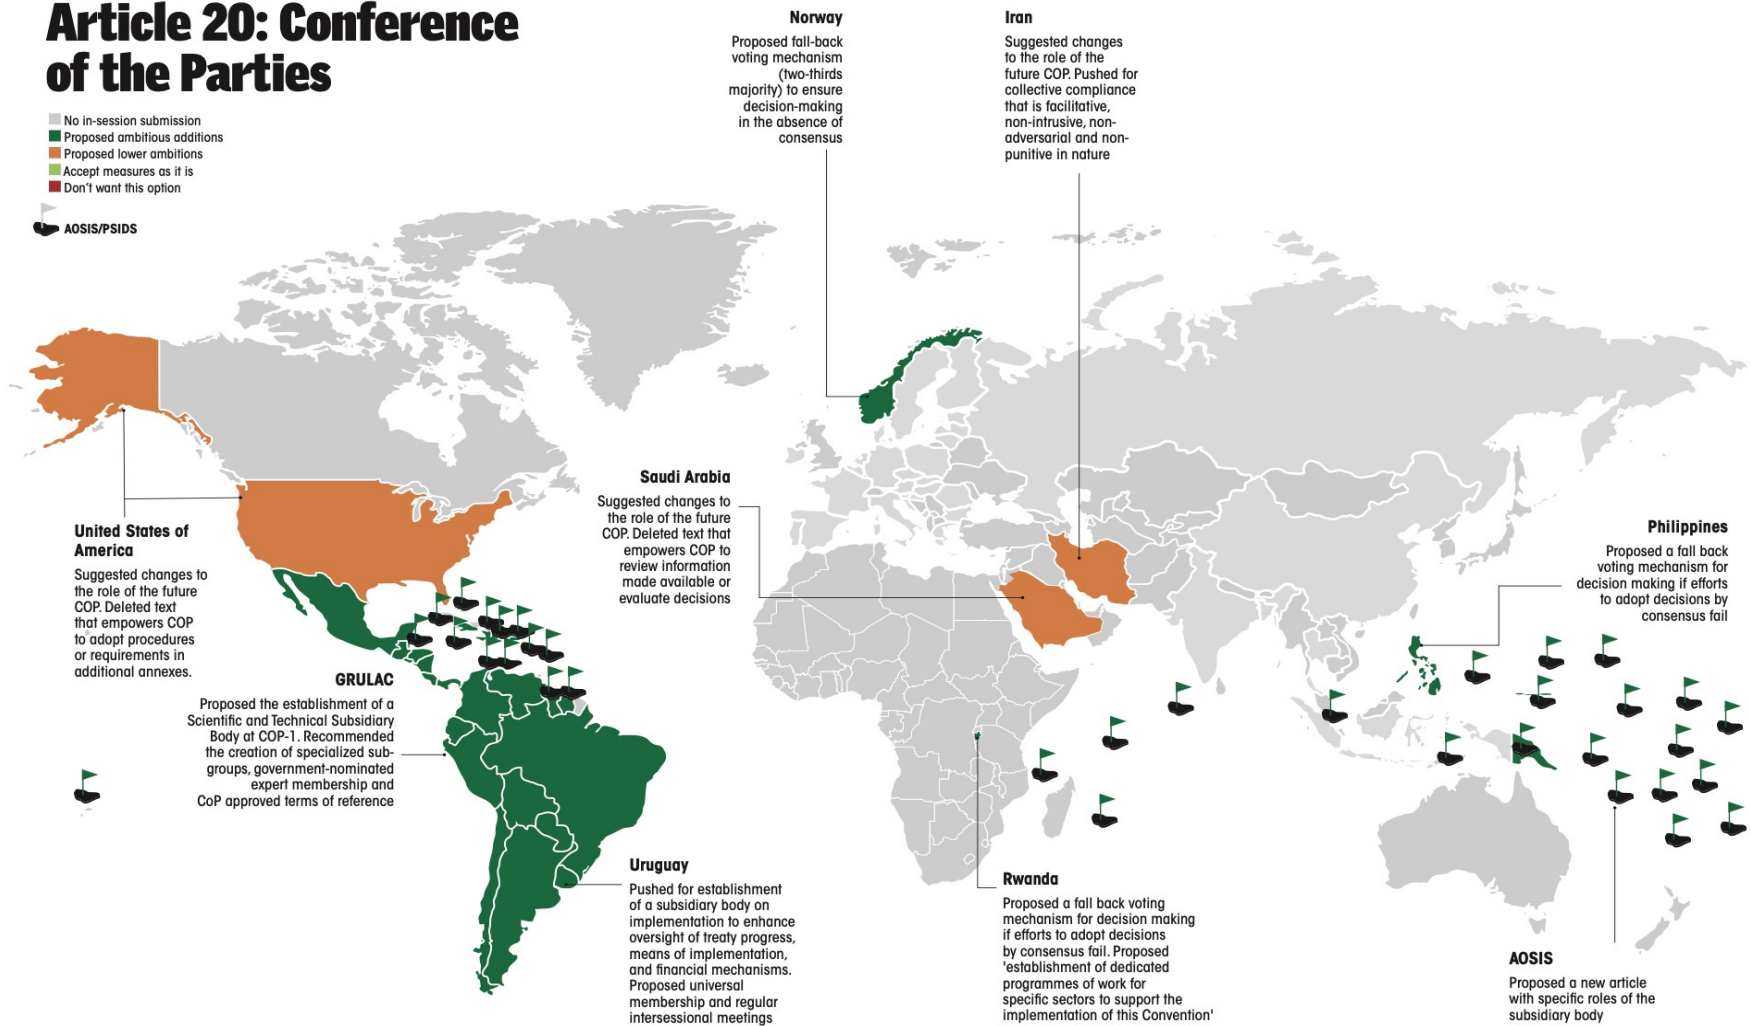 Article 20: Conference
of the Parties
No in-session submission
Proposed ambitious additions
Proposed lower ambitions
Accept measures as it is
Don't want this option
AOSIS/PSIDS
Norway
Proposed fall-back
voting mechanism
(two-thirds
majority) to ensure
decision-making
in the absence of
consensus
Iran
Suggested changes
to the role of the
future COP. Pushed for
collective compliance
that is facilitative,
non-intrusive, non-
adversarial and non-
punitive in nature
Saudi Arabia
Suggested changes to
the role of the future
COP. Deleted text that
empowers COP to
review information
made available or
evaluate decisions
United States of
America
Suggested changes to
the role of the future
COP. Deleted text
that empowers COP
to adopt procedures
or requirements in
additional annexes.
Philippines
Proposed a fall back
voting mechanism for
decision making if efforts
to adopt decisions by
consensus fail
GRULAC
Proposed the establishment of a
Scientific and Technical Subsidiary
Body at COP-1. Recommended
the creation of specialized sub-
groups, government-nominated
expert membership and
CoP approved terms of reference
Uruguay
Pushed for establishment
of a subsidiary body on
implementation to enhance
oversight of treaty progress,
means of implementation,
and financial mechanisms.
Proposed universal
membership and regular
intersessional meetings
Rwanda
Proposed a fall back voting
mechanism for decision making
if efforts to adopt decisions
by consensus fail. Proposed
'establishment of dedicated
programmes of work for
specific sectors to support the
implementation of this Convention'
AOSIS
Proposed a new article
with specific roles of the
subsidiary body